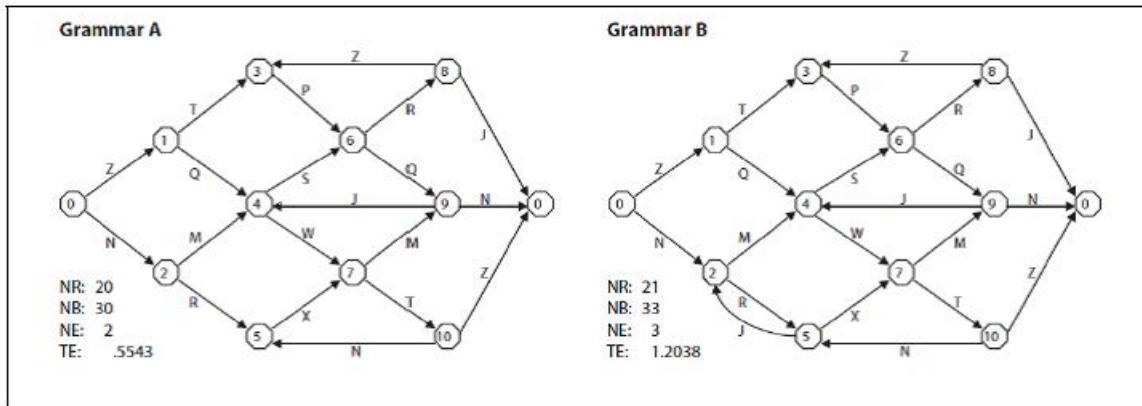 Grammar A
Z
3
8
T
P
R
J
1
6
Z
Q
S
Q
0
4
J
9
N
0
N
M
W
M
2
7
Z
R
X
T
5
N
10
NR: 20
NB: 30
NE: 2
TE: .5543
Grammar B
Z
3
8
T
P
R
J
1
6
Z
Q
S
Q
0
4
J
9
N
0
N
M
W
M
2
7
Z
R
X
T
J
5
N
10
NR: 21
NB: 33
NE: 3
TE: 1.2038